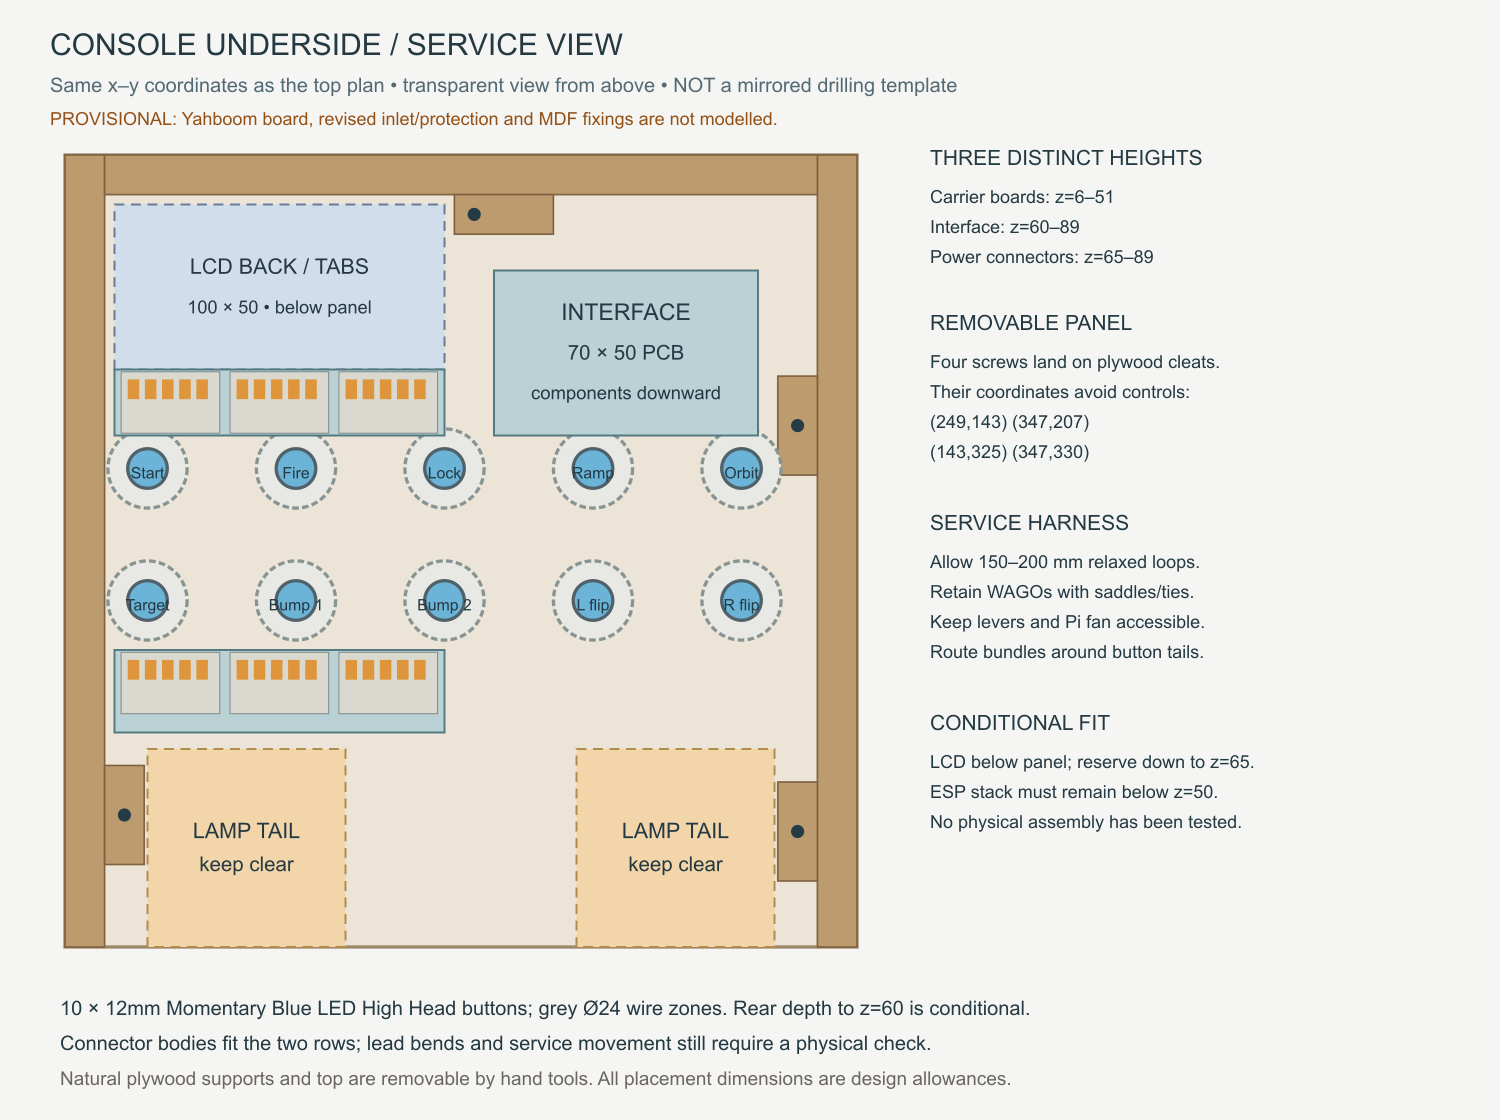 CONSOLE UNDERSIDE / SERVICE VIEW
Same x–y coordinates as the top plan • transparent view from above • NOT a mirrored drilling template
PROVISIONAL: Yahboom board, revised inlet/protection and MDF fixings are not modelled.
LCD BACK / TABS
100 × 50 • below panel
INTERFACE
70 × 50 PCB
components downward
Start
Fire
Lock
Ramp
Orbit
Target
Bump 1
Bump 2
L flip
R flip
LAMP TAIL
keep clear
LAMP TAIL
keep clear
THREE DISTINCT HEIGHTS
Carrier boards: z=6–51
Interface: z=60–89
Power connectors: z=65–89
REMOVABLE PANEL
Four screws land on plywood cleats.
Their coordinates avoid controls:
(249,143) (347,207)
(143,325) (347,330)
SERVICE HARNESS
Allow 150–200 mm relaxed loops.
Retain WAGOs with saddles/ties.
Keep levers and Pi fan accessible.
Route bundles around button tails.
CONDITIONAL FIT
LCD below panel; reserve down to z=65.
ESP stack must remain below z=50.
No physical assembly has been tested.
10 × 12mm Momentary Blue LED High Head buttons; grey Ø24 wire zones. Rear depth to z=60 is conditional.
Connector bodies fit the two rows; lead bends and service movement still require a physical check.
Natural plywood supports and top are removable by hand tools. All placement dimensions are design allowances.